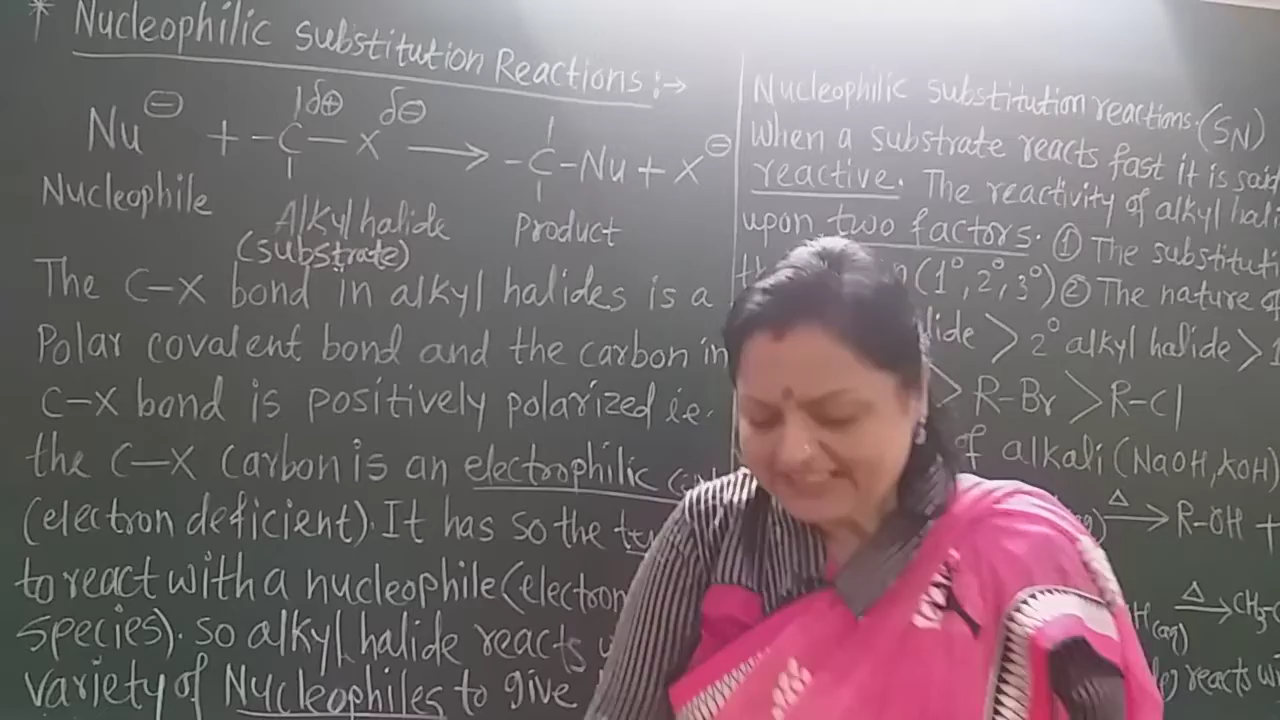 * Nucleophilic Substitution Reactions :→
Nu⊖ + -C(δ⊕)-X(δ⊖) → -C-Nu + X⊖
Nucleophile Alkyl halide Product
(substrate)
The C-X bond in alkyl halides is a
Polar covalent bond and the carbon in
C-X bond is positively polarized ie.
the C-X carbon is an electrophilic
(electron deficient). It has so the
to react with a nucleophile (electron
species). so alkyl halide reacts
variety of Nucleophiles to give
Nucleophilic substitution reactions. (SN)
When a substrate reacts fast it is said
reactive. The reactivity of alkyl
upon two factors. ① The
(1°, 2°, 3°) ② The nature of
> 2° alkyl halide >
> R-Br > R-Cl
of alkali (NaOH, KOH)
Δ→ R-OH +
(aq) Δ→
reacts